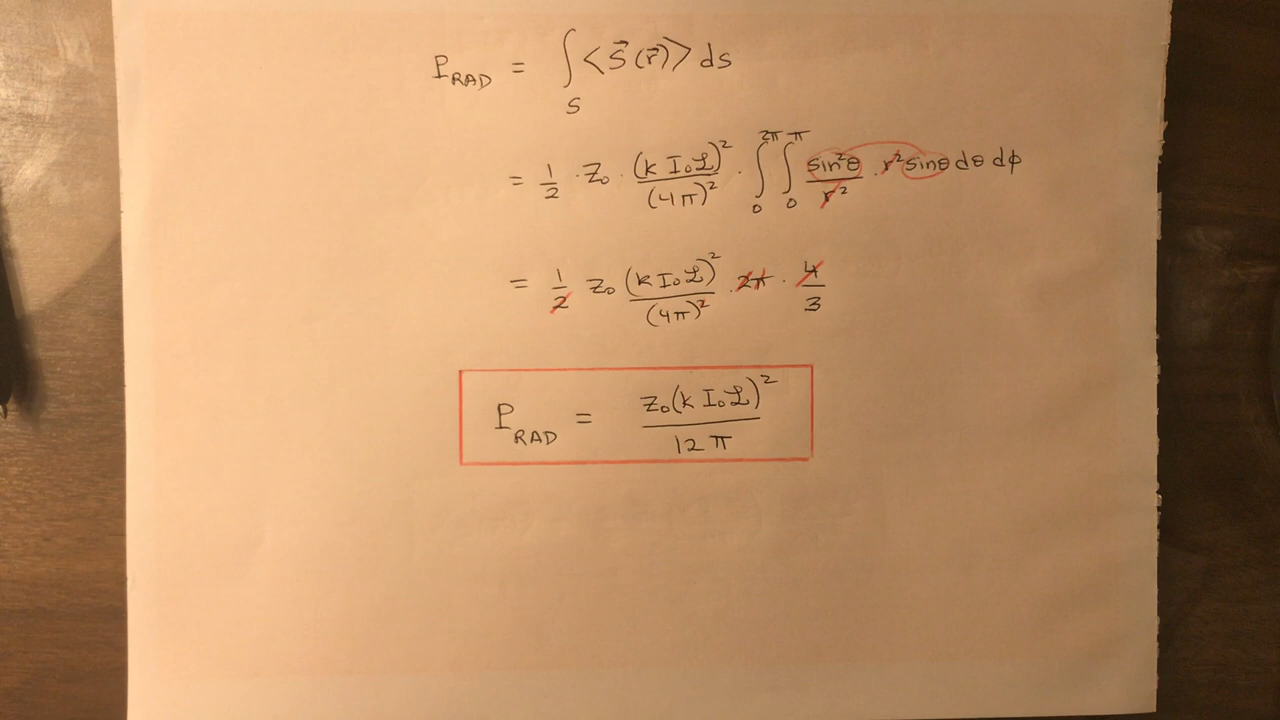 P_RAD = ∫_S <S⃗(r⃗)> ds
= 1/2 · Z₀ · (k I₀ ℒ)²/(4π)² · ∫₀^2π ∫₀^π sin²θ/r² · r² sinθ dθ dϕ
= 1/2 Z₀ (k I₀ ℒ)²/(4π)² · 2π · 4/3
P_RAD = Z₀(k I₀ ℒ)²/12π